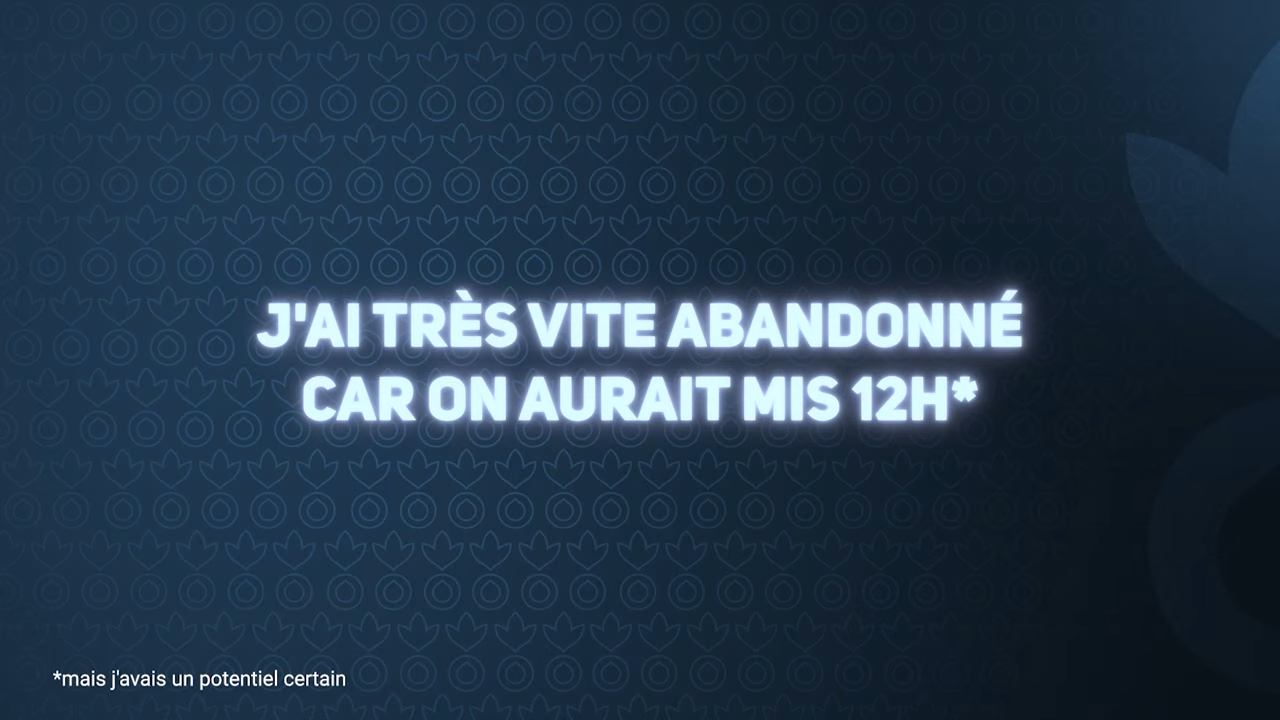 J'AI TRÈS VITE ABANDONNÉ
CAR ON AURAIT MIS 12H*
*mais j'avais un potentiel certain